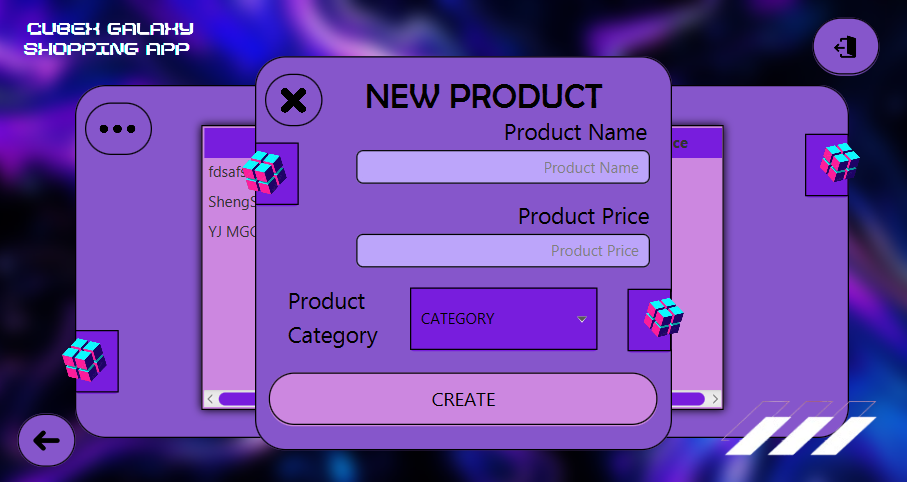 CUBEX GALAXY
SHOPPING APP
NEW PRODUCT
Product Name
Product Name
Product Price
Product Price
Product
Category
CATEGORY
CREATE
fdsafs
ShengS
YJ MGC
ce